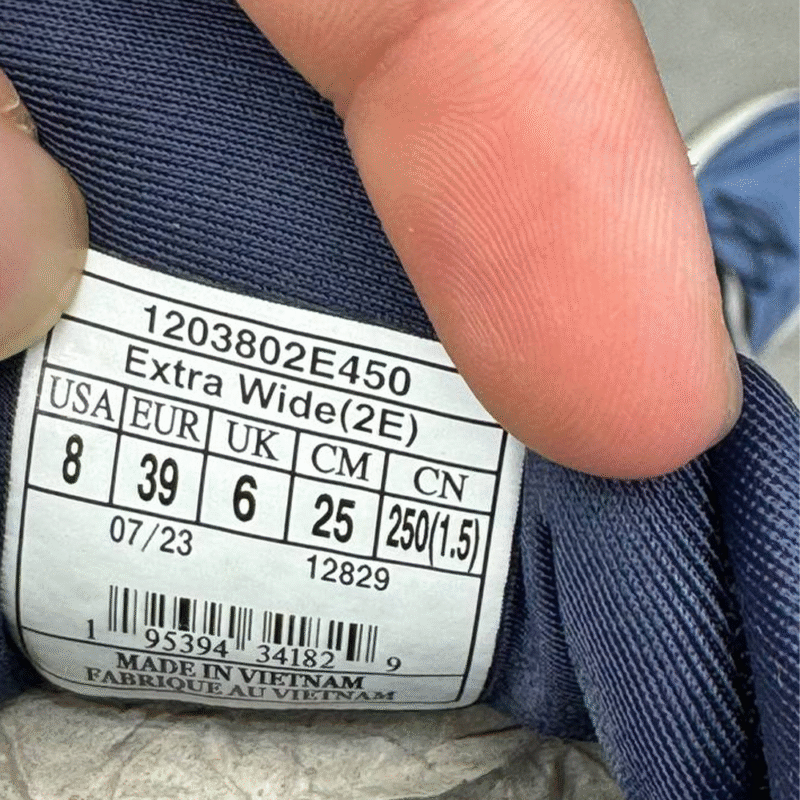 1203802E450
Extra Wide(2E)
USA EUR UK CM CN
8 39 6 25 250(1.5)
07/23 12829
1 95394 34182 9
MADE IN VIETNAM
FABRIQUE AU VIETNAM